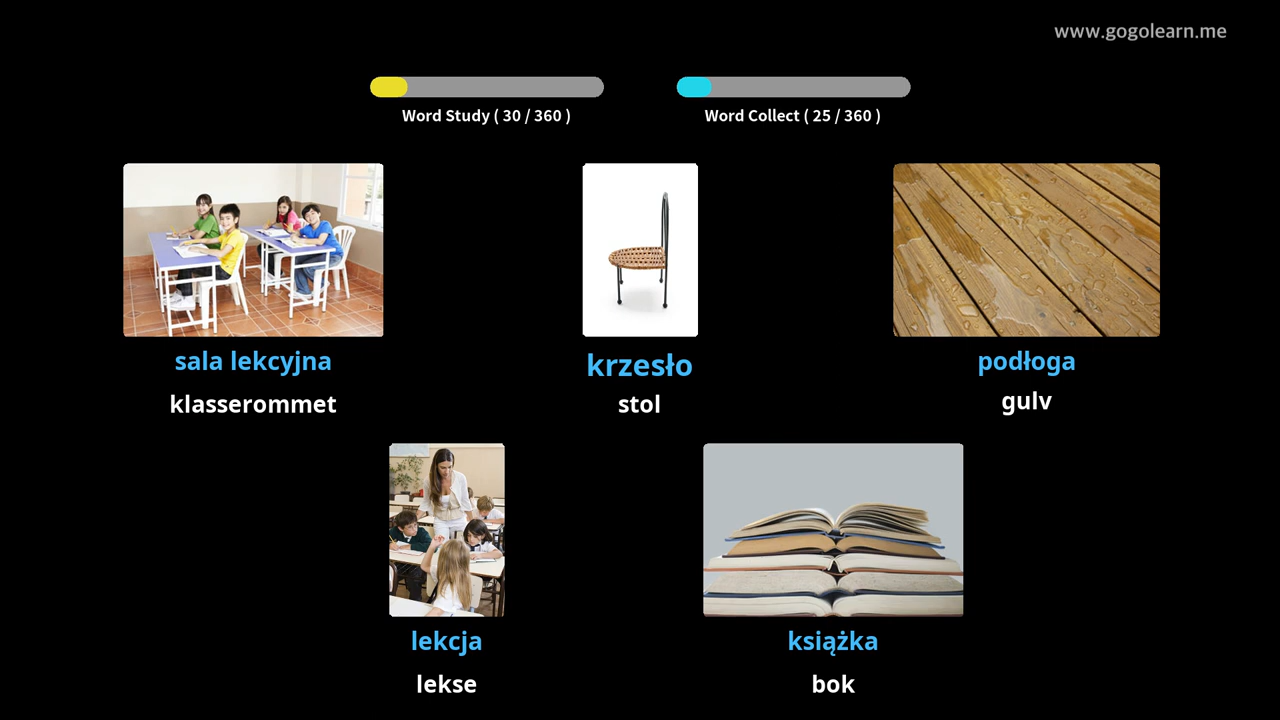 www.gogolearn.me
Word Study ( 30 / 360 )
Word Collect ( 25 / 360 )
sala lekcyjna
klasserommet
krzesło
stol
podłoga
gulv
lekcja
lekse
książka
bok